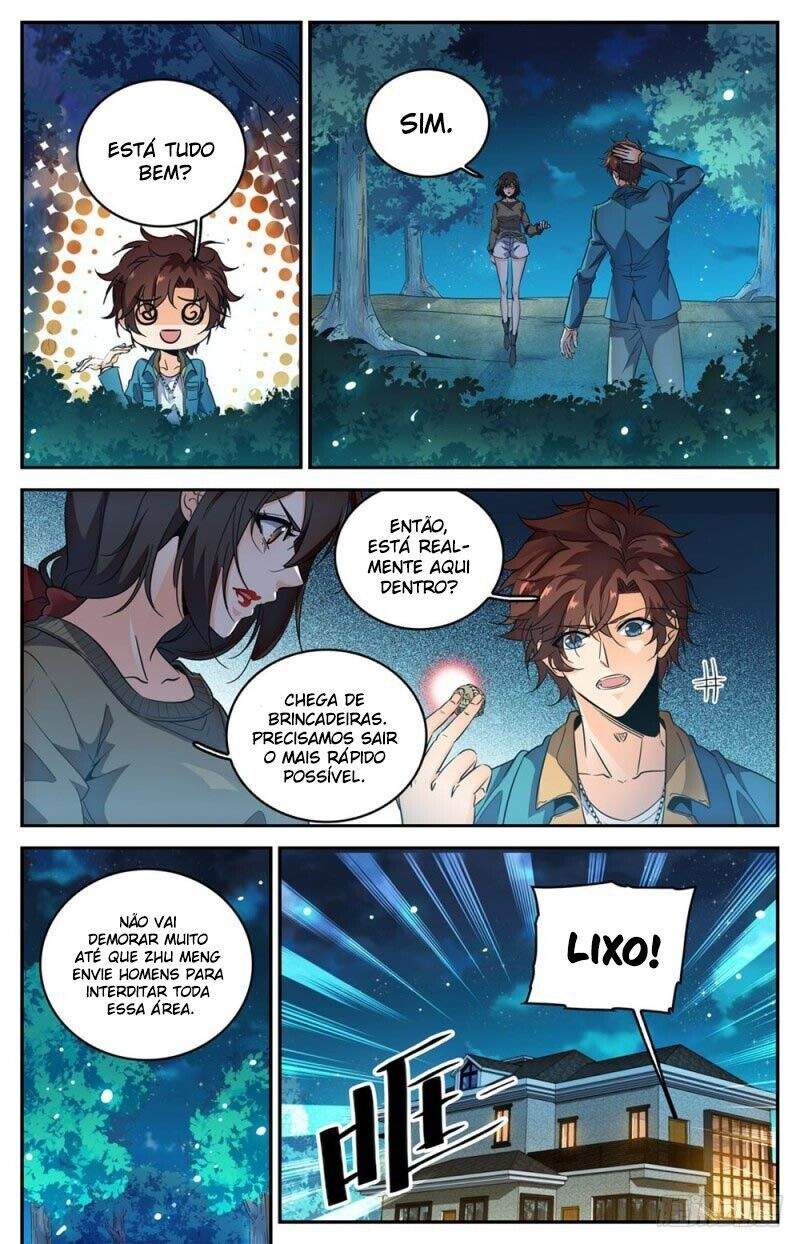 ESTÁ TUDO
BEM?
SIM.
ENTÃO,
ESTÁ REAL-
MENTE AQUI
DENTRO?
CHEGA DE
BRINCADEIRAS.
PRECISAMOS SAIR
O MAIS RÁPIDO
POSSÍVEL.
NÃO VAI
DEMORAR MUITO
ATÉ QUE ZHU MENG
ENVIE HOMENS PARA
INTERDITAR TODA
ESSA ÁREA.
LIXO!